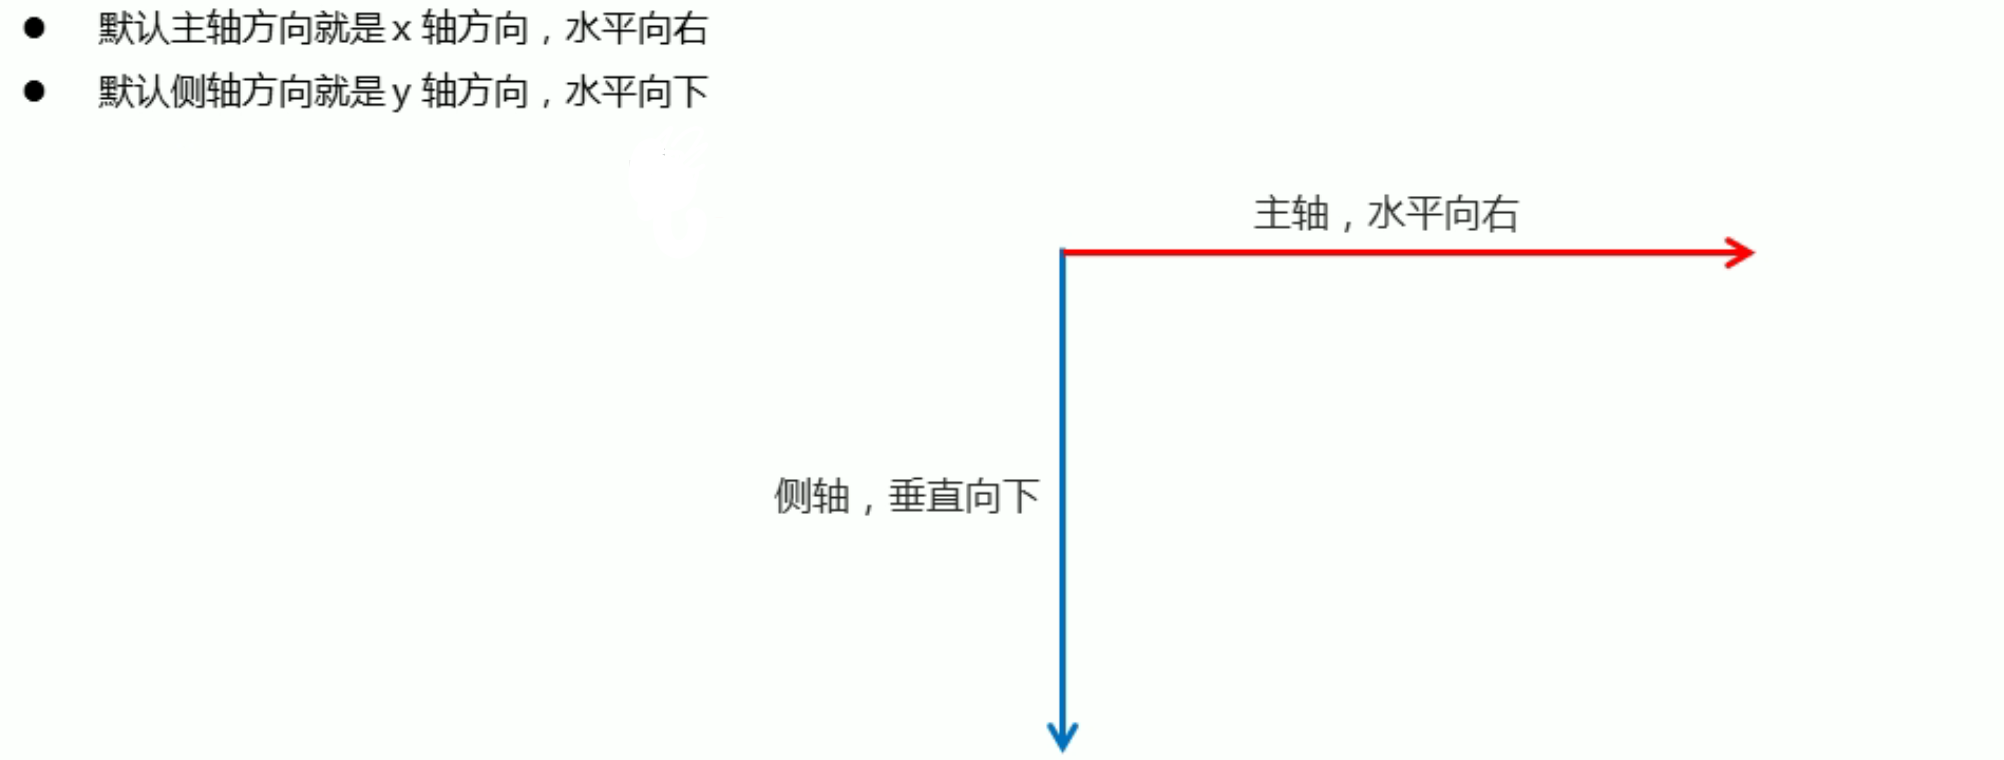 ● 默认主轴方向就是 x 轴方向，水平向右
● 默认侧轴方向就是 y 轴方向，水平向下
主轴，水平向右
侧轴，垂直向下